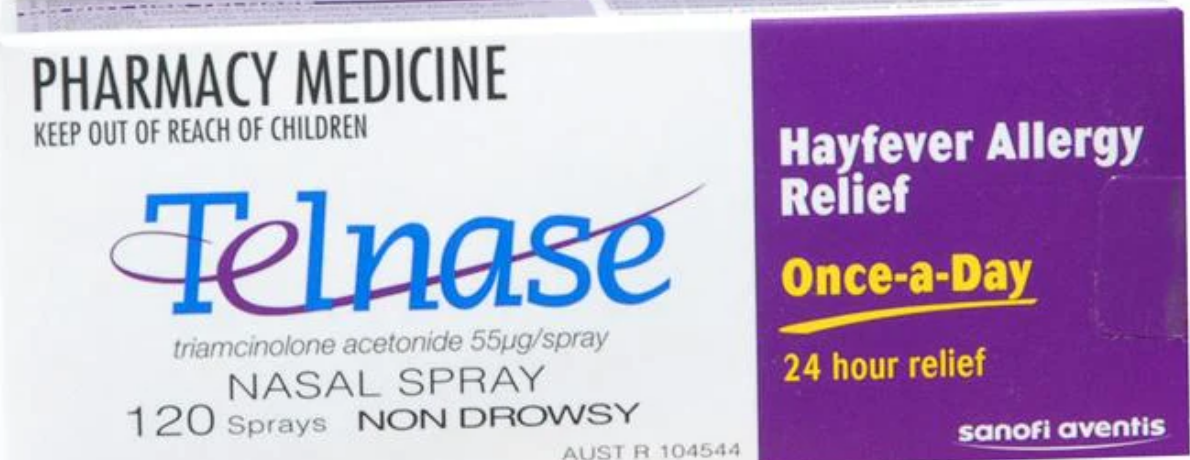 PHARMACY MEDICINE
KEEP OUT OF REACH OF CHILDREN
Telnase
triamcinolone acetonide 55µg/spray
NASAL SPRAY
120 Sprays NON DROWSY
AUST R 104544
Hayfever Allergy
Relief
Once-a-Day
24 hour relief
sanofi aventis